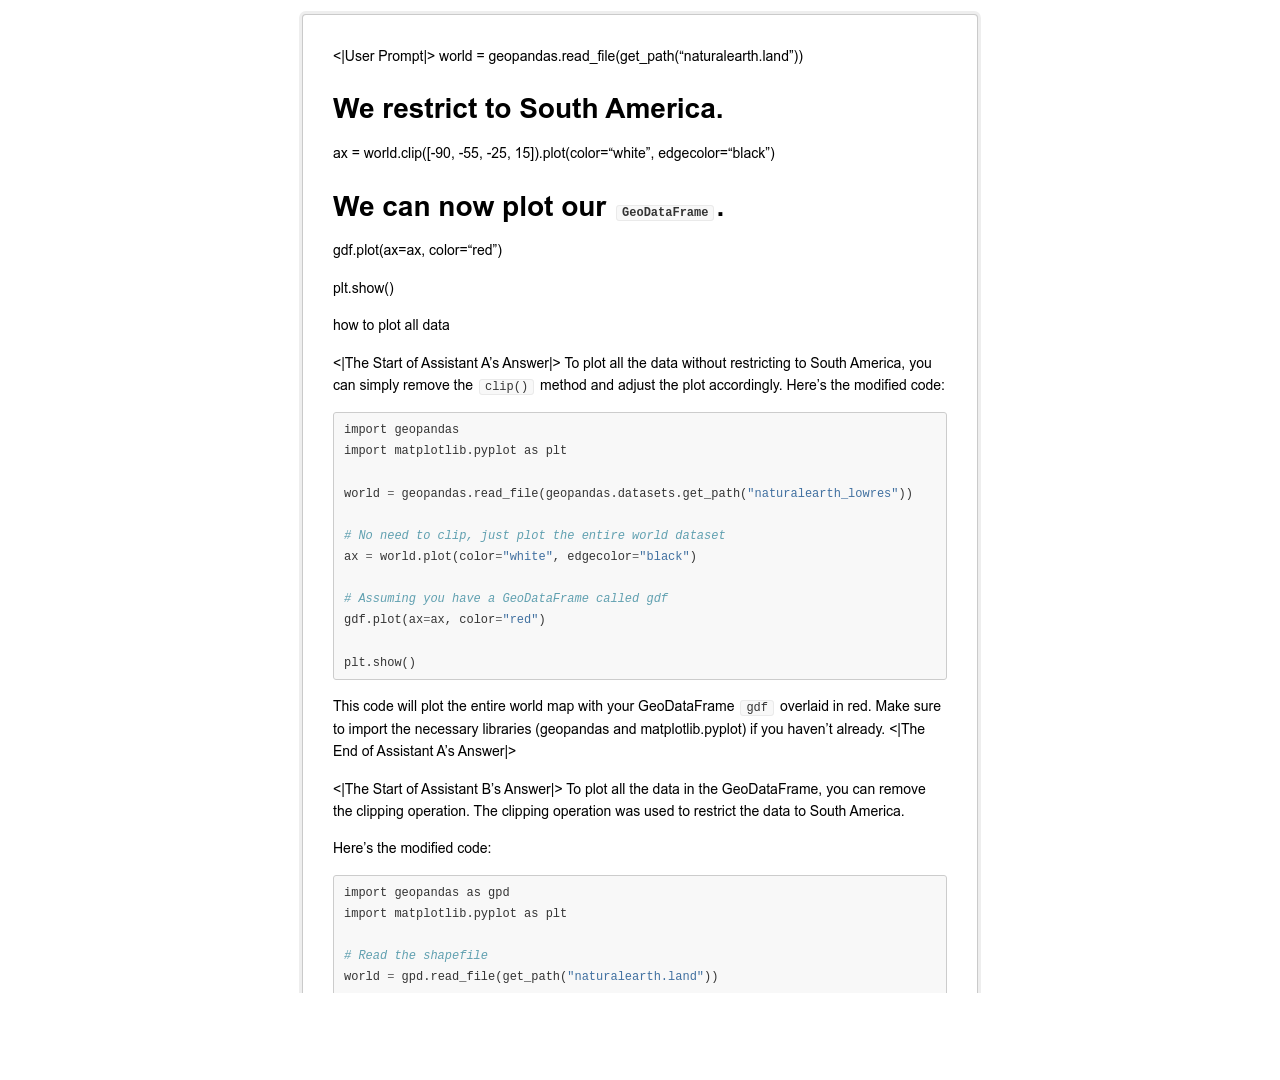 <|User Prompt|> world = geopandas.read_file(get_path(“naturalearth.land”))
We restrict to South America.
ax = world.clip([-90, -55, -25, 15]).plot(color=“white”, edgecolor=“black”)
We can now plot our GeoDataFrame.
gdf.plot(ax=ax, color=“red”)
plt.show()
how to plot all data
<|The Start of Assistant A’s Answer|> To plot all the data without restricting to South America, you
can simply remove the clip() method and adjust the plot accordingly. Here’s the modified code:
import geopandas
import matplotlib.pyplot as plt
world = geopandas.read_file(geopandas.datasets.get_path("naturalearth_lowres"))
# No need to clip, just plot the entire world dataset
ax = world.plot(color="white", edgecolor="black")
# Assuming you have a GeoDataFrame called gdf
gdf.plot(ax=ax, color="red")
plt.show()
This code will plot the entire world map with your GeoDataFrame gdf overlaid in red. Make sure
to import the necessary libraries (geopandas and matplotlib.pyplot) if you haven’t already. <|The
End of Assistant A’s Answer|>
<|The Start of Assistant B’s Answer|> To plot all the data in the GeoDataFrame, you can remove
the clipping operation. The clipping operation was used to restrict the data to South America.
Here’s the modified code:
import geopandas as gpd
import matplotlib.pyplot as plt
# Read the shapefile
world = gpd.read_file(get_path("naturalearth.land"))